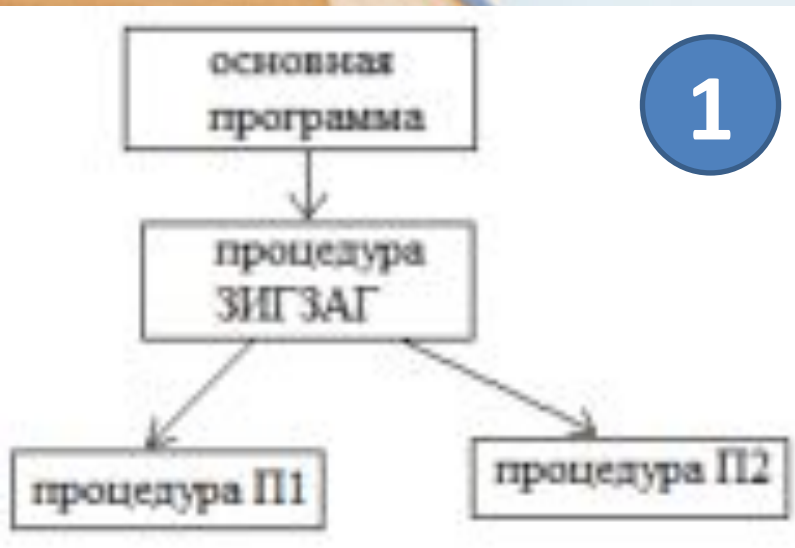 основная
программа
1
процедура
ЗИГЗАГ
процедура П1
процедура П2